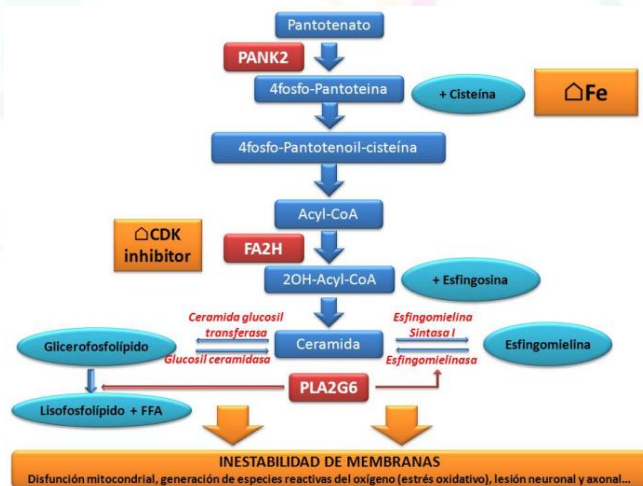 Pantotenato
PANK2
4fosfo-Pantoteina
+ Cisteína
⌂Fe
4fosfo-Pantotenoil-cisteína
Acyl-CoA
⌂CDK
inhibitor
FA2H
2OH-Acyl-CoA
+ Esfingosina
Ceramida glucosil
transferasa
Esfingomielina
Sintasa I
Glicerofosfolípido
Ceramida
Esfingomielina
Glucosil ceramidasa
Esfingomielinasa
PLA2G6
Lisofosfolípido + FFA
INESTABILIDAD DE MEMBRANAS
Disfunción mitocondrial, generación de especies reactivas del oxígeno (estrés oxidativo), lesión neuronal y axonal...